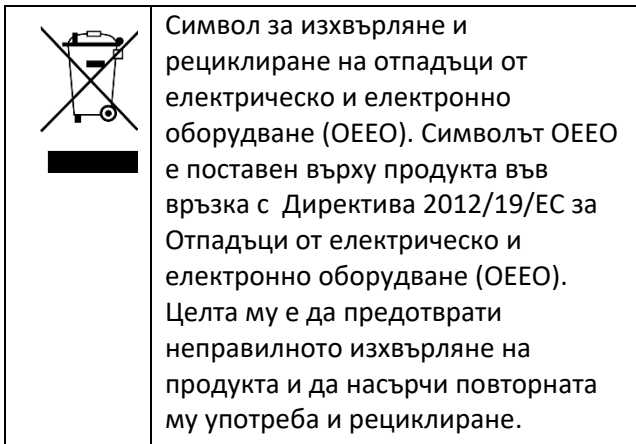 Символ за изхвърляне и
рециклиране на отпадъци от
електрическо и електронно
оборудване (ОЕЕО). Символът ОЕЕО
е поставен върху продукта във
връзка с  Директива 2012/19/ЕС за
Отпадъци от електрическо и
електронно оборудване (ОЕЕО).
Целта му е да предотврати
неправилното изхвърляне на
продукта и да насърчи повторната
му употреба и рециклиране.